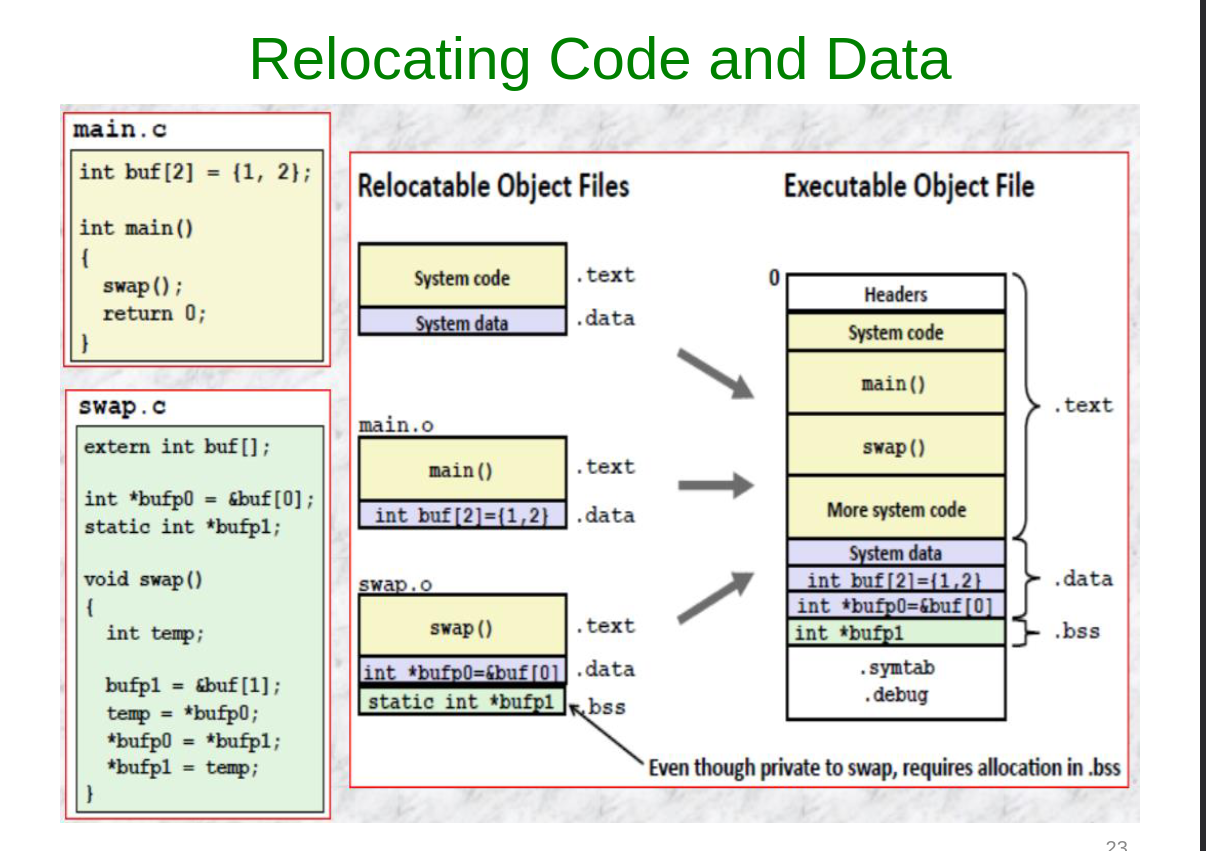 Relocating Code and Data
main.c
int buf[2] = {1, 2};
int main()
{
swap();
return 0;
}
swap.c
extern int buf[];
int *bufp0 = &buf[0];
static int *bufp1;
void swap()
{
int temp;
bufp1 = &buf[1];
temp = *bufp0;
*bufp0 = *bufp1;
*bufp1 = temp;
}
Relocatable Object Files
System code
.text
System data
.data
main.o
main()
.text
int buf[2]={1,2}
.data
swap.o
swap()
.text
int *bufp0=&buf[0]
.data
static int *bufp1
.bss
Even though private to swap, requires allocation in .bss
Executable Object File
0
Headers
System code
main()
swap()
More system code
.text
System data
int buf[2]={1,2}
int *bufp0=&buf[0]
.data
int *bufp1
.bss
.symtab
.debug
23